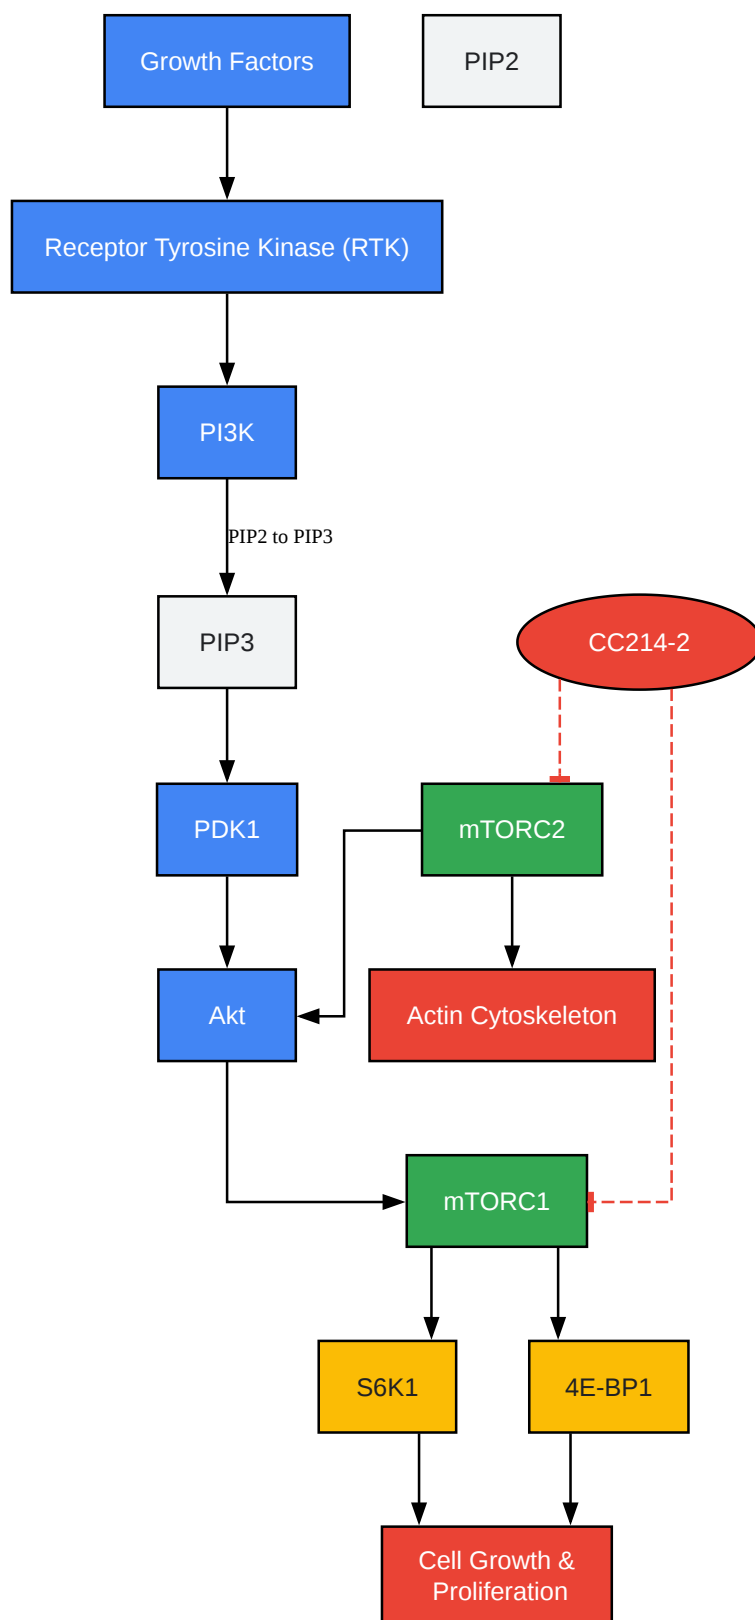 Growth Factors
PIP2
Receptor Tyrosine Kinase (RTK)
PI3K
PIP2 to PIP3
PIP3
CC214-2
PDK1
mTORC2
Akt
Actin Cytoskeleton
mTORC1
S6K1
4E-BP1
Cell Growth &
Proliferation